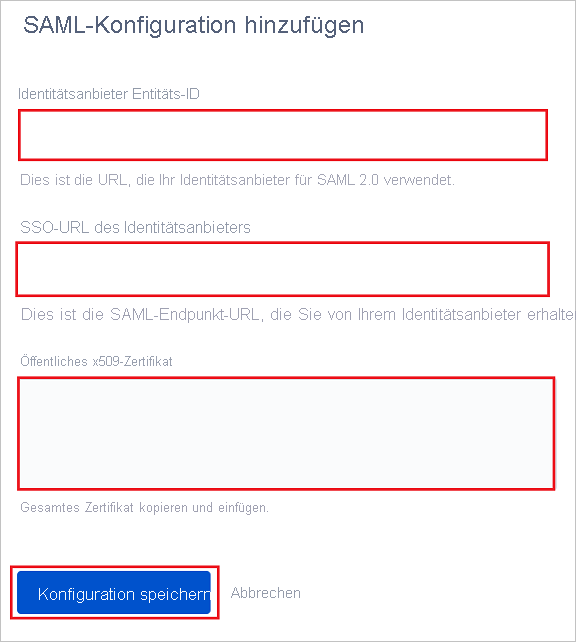 SAML-Konfiguration hinzufügen
Identitätsanbieter Entitäts-ID
Dies ist die URL, die Ihr Identitätsanbieter für SAML 2.0 verwendet.
SSO-URL des Identitätsanbieters
Dies ist die SAML-Endpunkt-URL, die Sie von Ihrem Identitätsanbieter erhalte
Öffentliches x509-Zertifikat
Gesamtes Zertifikat kopieren und einfügen.
Konfiguration speichern
Abbrechen